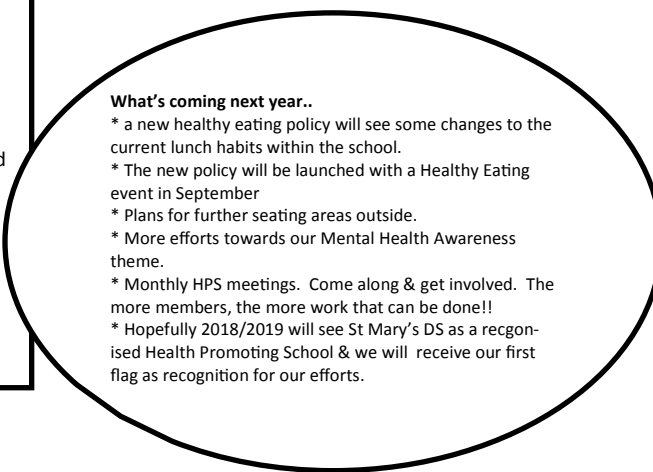 d
What's coming next year..
* a new healthy eating policy will see some changes to the
current lunch habits within the school.
* The new policy will be launched with a Healthy Eating
event in September
* Plans for further seating areas outside.
* More efforts towards our Mental Health Awareness
theme.
* Monthly HPS meetings.  Come along & get involved.  The
more members, the more work that can be done!!
* Hopefully 2018/2019 will see St Mary's DS as a recgon-
ised Health Promoting School & we will  receive our first
flag as recognition for our efforts.